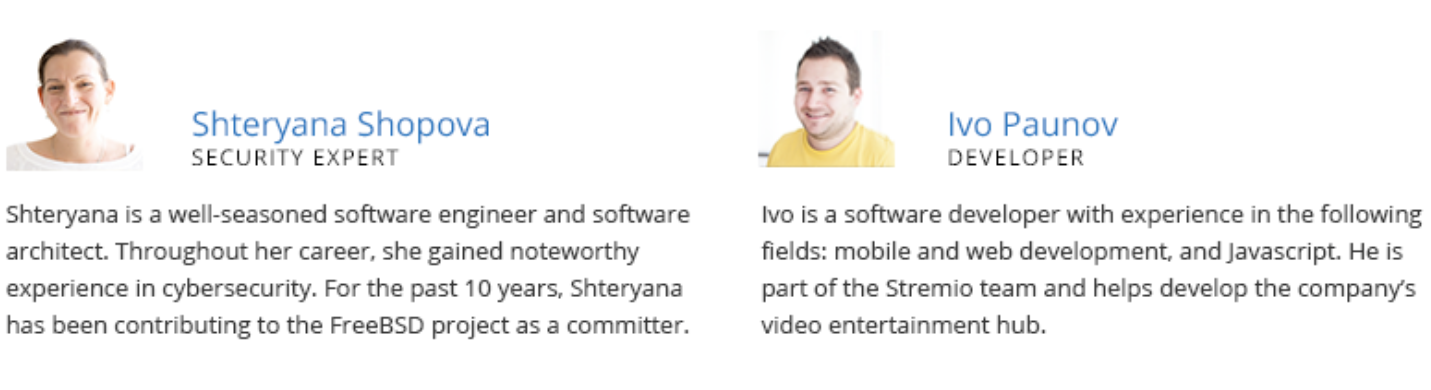 Shteryana Shopova
SECURITY EXPERT
Shteryana is a well-seasoned software engineer and software
architect. Throughout her career, she gained noteworthy
experience in cybersecurity. For the past 10 years, Shteryana
has been contributing to the FreeBSD project as a committer.
Ivo Paunov
DEVELOPER
Ivo is a software developer with experience in the following
fields: mobile and web development, and Javascript. He is
part of the Stremio team and helps develop the company’s
video entertainment hub.